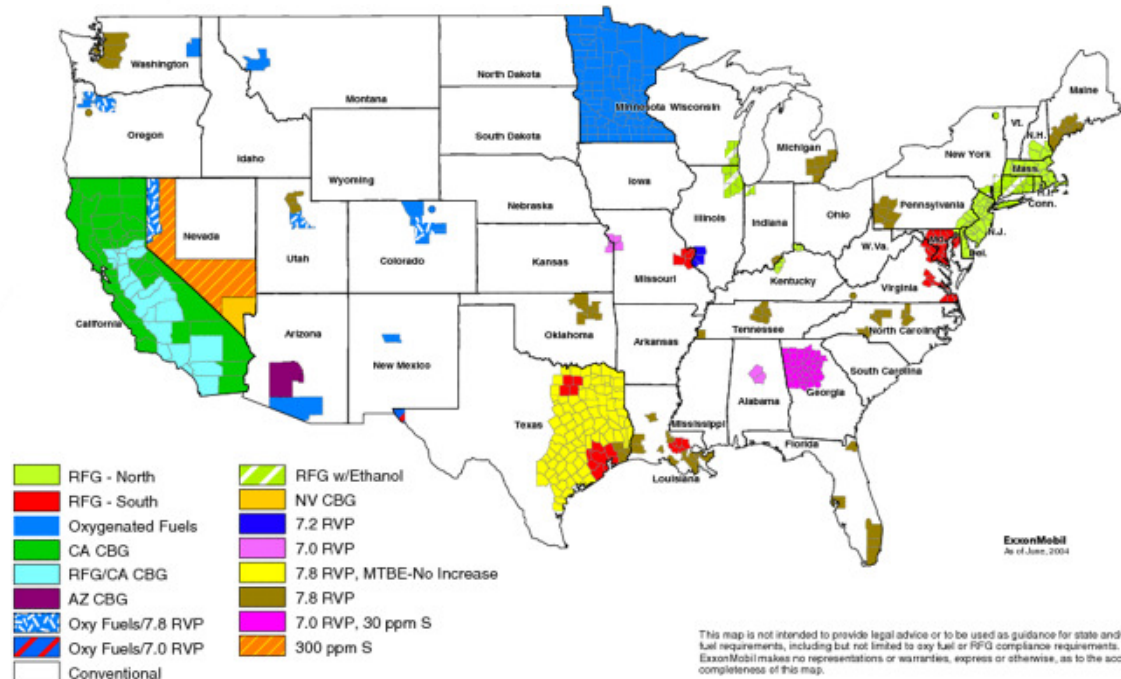 Washington
Maine
Montana
North Dakota
Minnesota
Wisconsin
Vt.
N.H.
Oregon
South Dakota
Michigan
New York
Mass.
Idaho
Wyoming
Iowa
R.I.
Conn.
Nebraska
Pennsylvania
Nevada
Illinois
Indiana
Ohio
N.J.
Utah
Colorado
Md.
Del.
W.Va.
Kansas
Missouri
Kentucky
Virginia
California
Arizona
Oklahoma
Tennessee
North Carolina
New Mexico
Arkansas
South Carolina
Alabama
Georgia
Texas
Mississippi
Florida
Louisiana
RFG - North
RFG - South
Oxygenated Fuels
CA CBG
RFG/CA CBG
AZ CBG
Oxy Fuels/7.8 RVP
Oxy Fuels/7.0 RVP
Conventional
RFG w/Ethanol
NV CBG
7.2 RVP
7.0 RVP
7.8 RVP, MTBE-No Increase
7.8 RVP
7.0 RVP, 30 ppm S
300 ppm S
ExxonMobil
As of June, 2004
This map is not intended to provide legal advice or to be used as guidance for state and/
fuel requirements, including but not limited to oxy fuel or RFG compliance requirements.
ExxonMobil makes no representations or warranties, express or otherwise, as to the acc
completeness of this map.